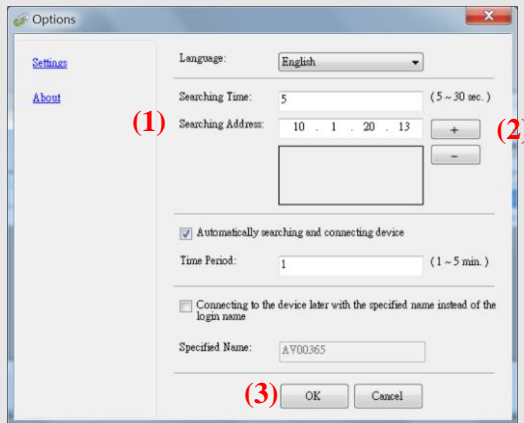 Options
Settings
About
Language: English
Searching Time: 5 (5 ~ 30 sec.)
(1) Searching Address: 10 . 1 . 20 . 13 + (2)
–
Automatically searching and connecting device
Time Period: 1 (1 ~ 5 min.)
Connecting to the device later with the specified name instead of the
login name
Specified Name: AV00365
(3) OK Cancel